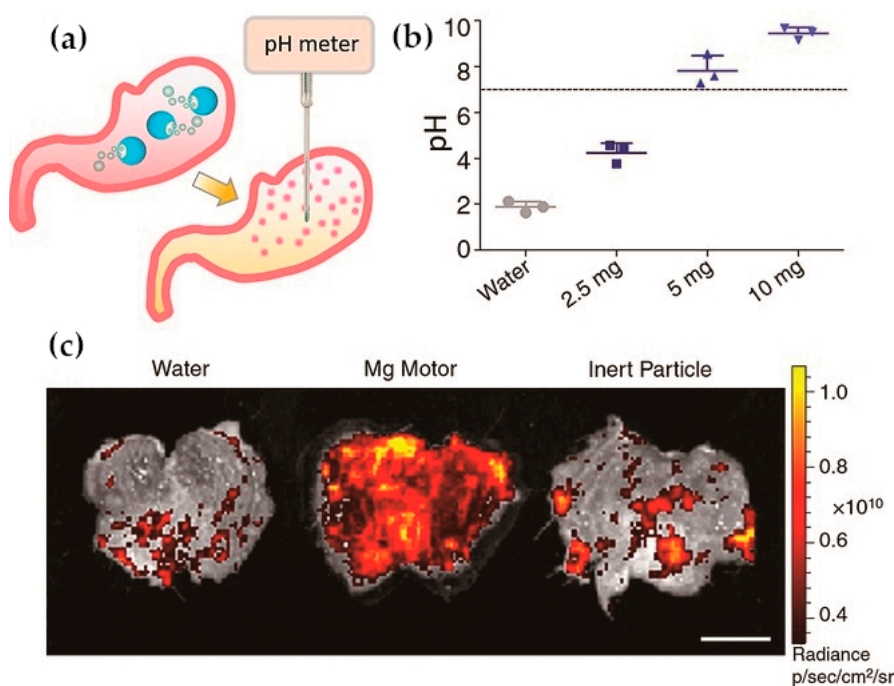 (a)
pH meter
(b)
pH
10
8
6
4
2
0
Water
2.5 mg
5 mg
10 mg
(c)
Water
Mg Motor
Inert Particle
1.0
0.8
×10¹⁰
0.6
0.4
Radiance
p/sec/cm²/sr